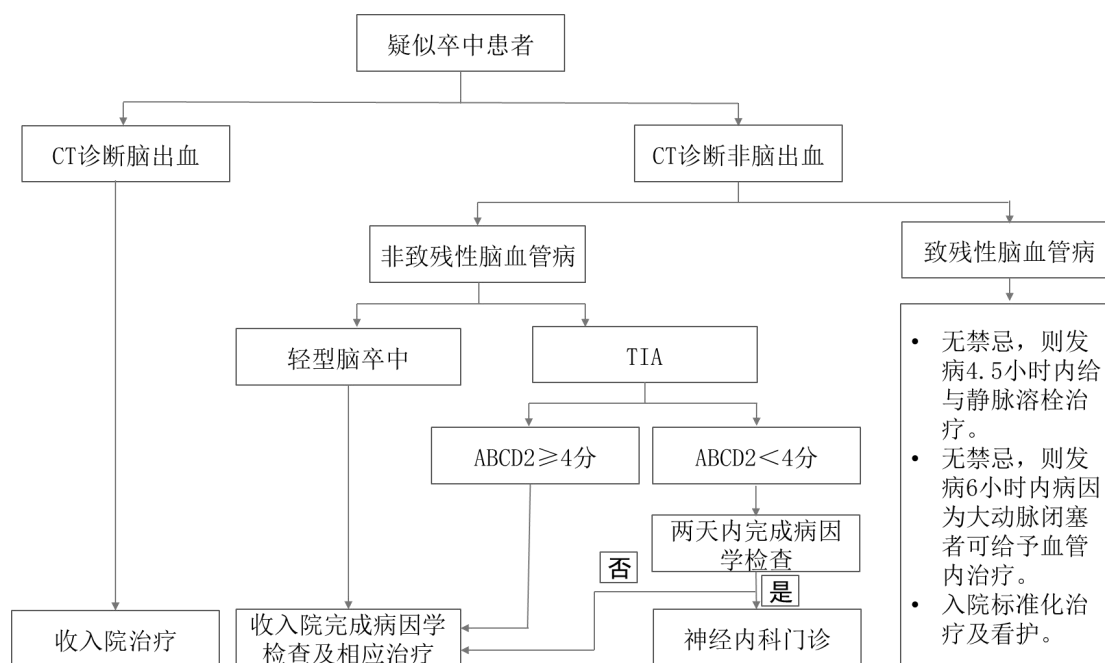 疑似卒中患者
CT诊断脑出血
CT诊断非脑出血
非致残性脑血管病
致残性脑血管病
轻型脑卒中
TIA
ABCD2≥4分
ABCD2<4分
两天内完成病因
学检查
否
是
收入院治疗
收入院完成病因学
检查及相应治疗
神经内科门诊
• 无禁忌，则发
病4.5小时内给
与静脉溶栓治
疗。
• 无禁忌，则发
病6小时内病因
为大动脉闭塞
者可给予血管
内治疗。
• 入院标准化治
疗及看护。